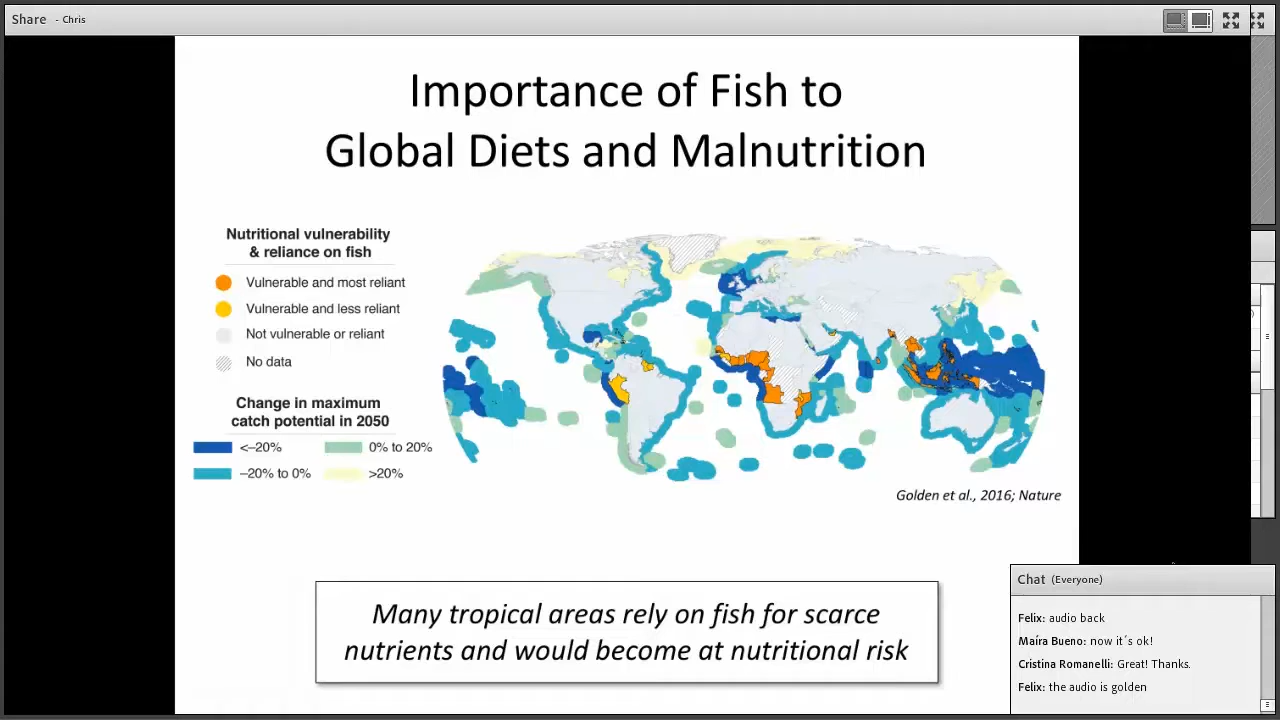 Share - Chris
Importance of Fish to
Global Diets and Malnutrition
Nutritional vulnerability
& reliance on fish
Vulnerable and most reliant
Vulnerable and less reliant
Not vulnerable or reliant
No data
Change in maximum
catch potential in 2050
<–20% 0% to 20%
–20% to 0% >20%
Golden et al., 2016; Nature
Many tropical areas rely on fish for scarce
nutrients and would become at nutritional risk
Chat (Everyone)
Felix: audio back
Maíra Bueno: now it´s ok!
Cristina Romanelli: Great! Thanks.
Felix: the audio is golden